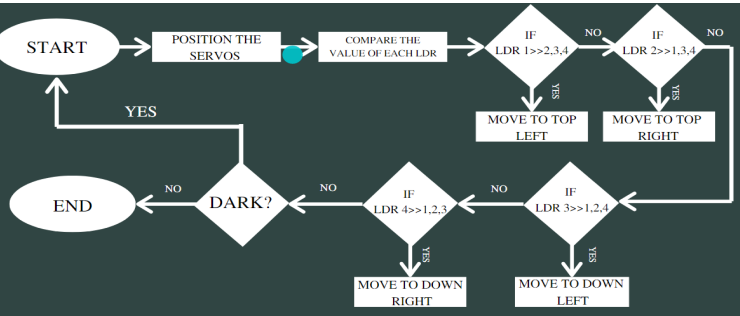 START
POSITION THE
SERVOS
COMPARE THE
VALUE OF EACH LDR
IF
LDR 1>>2,3,4
NO
IF
LDR 2>>1,3,4
NO
YES
YES
MOVE TO TOP
LEFT
MOVE TO TOP
RIGHT
YES
END
NO
DARK?
NO
IF
LDR 4>>1,2,3
NO
IF
LDR 3>>1,2,4
YES
YES
MOVE TO DOWN
RIGHT
MOVE TO DOWN
LEFT